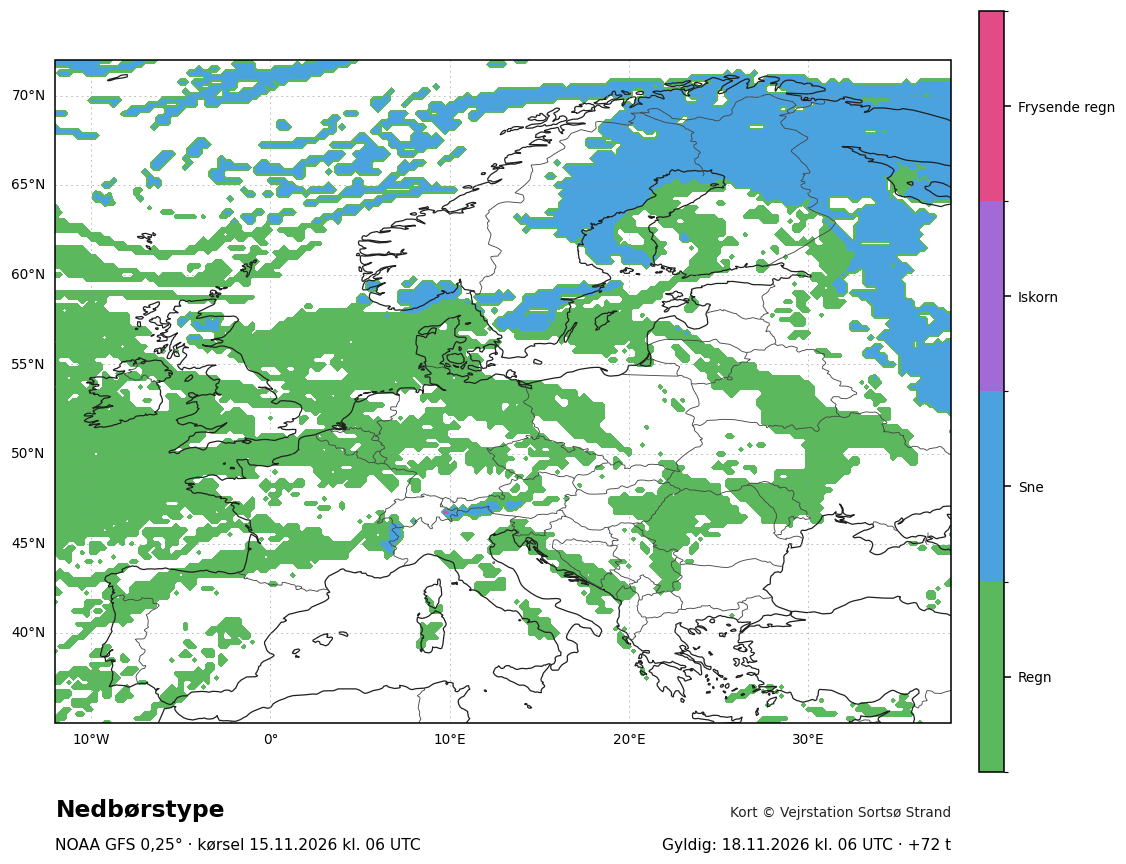 70°N
65°N
60°N
55°N
50°N
45°N
40°N
10°W
0°
10°E
20°E
30°E
Frysende regn
Iskorn
Sne
Regn
Nedbørstype
Kort © Vejrstation Sortsø Strand
NOAA GFS 0,25° · kørsel 15.11.2026 kl. 06 UTC
Gyldig: 18.11.2026 kl. 06 UTC · +72 t